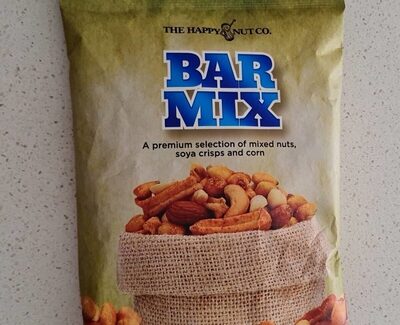 THE HAPPY NUT CO.
BAR
MIX
A premium selection of mixed nuts,
soya crisps and corn